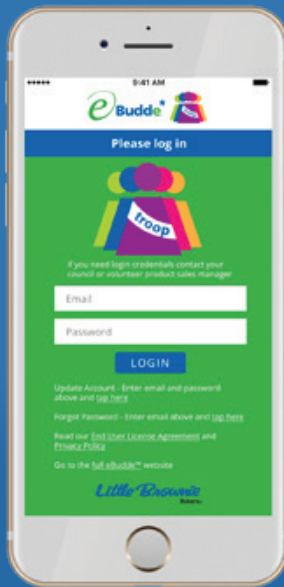 9:41 AM
eBudde*
Please log in
troop
If you need login credentials contact your
council or volunteer product sales manager
Email
Password
LOGIN
Update Account - Enter email and password
above and tap here
Forgot Password - Enter email above and tap here
Read our End User License Agreement and
Privacy Policy
Go to the full eBudde™ website
Little Brownie
Bakers